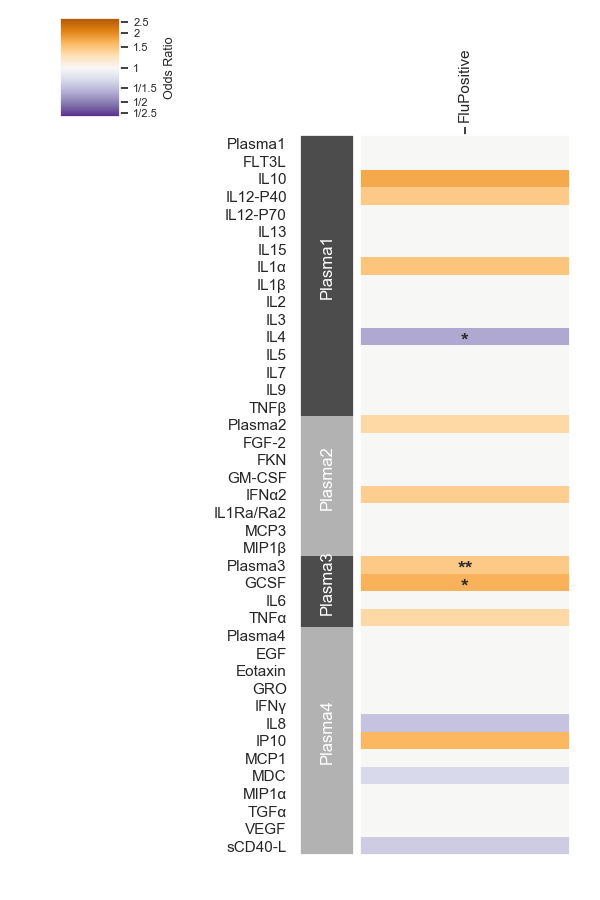 2.5
2
1.5
1
1/1.5
1/2
1/2.5
Odds Ratio
FluPositive
Plasma1
FLT3L
IL10
IL12-P40
IL12-P70
IL13
IL15
IL1α
IL1β
IL2
IL3
IL4
*
IL5
IL7
IL9
TNFβ
Plasma2
FGF-2
FKN
GM-CSF
IFNα2
IL1Ra/Ra2
MCP3
MIP1β
Plasma3
**
GCSF
*
IL6
TNFα
Plasma4
EGF
Eotaxin
GRO
IFNγ
IL8
IP10
MCP1
MDC
MIP1α
TGFα
VEGF
sCD40-L
Plasma1
Plasma2
Plasma3
Plasma4